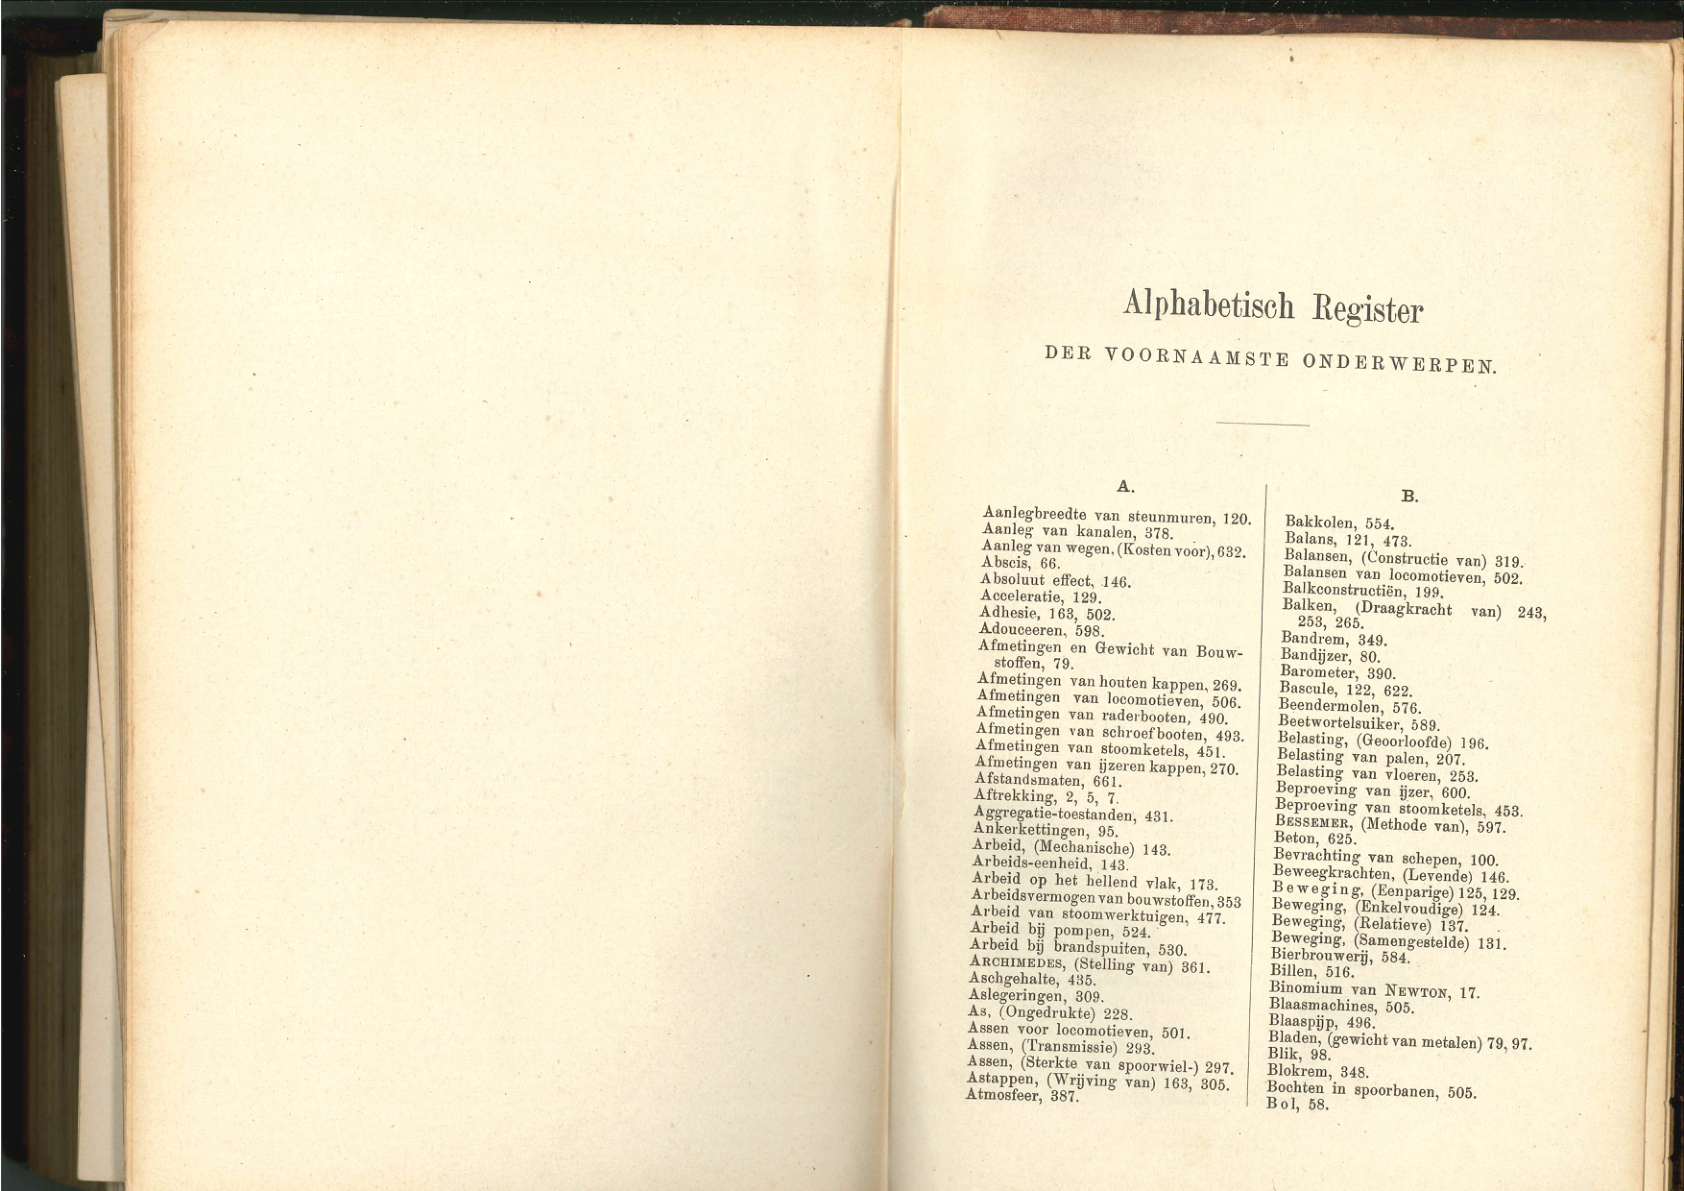 Alphabetisch Register
DER VOORNAAMSTE ONDERWERPEN.
A.
Aanlegbreedte van steunmuren, 120.
Aanleg van kanalen, 378.
Aanleg van wegen, (Kosten voor), 632.
Abscis, 66.
Absoluut effect, 146.
Acceleratie, 129.
Adhesie, 163, 502.
Adouceeren, 598.
Afmetingen en Gewicht van Bouw-
stoffen, 79.
Afmetingen van houten kappen, 269.
Afmetingen van locomotieven, 506.
Afmetingen van raderbooten, 490.
Afmetingen van schroefbooten, 493.
Afmetingen van stoomketels, 451.
Afmetingen van ijzeren kappen, 270.
Afstandsmaten, 661.
Aftrekking, 2, 5, 7.
Aggregatie-toestanden, 431.
Ankerkettingen, 95.
Arbeid, (Mechanische) 143.
Arbeids-eenheid, 143.
Arbeid op het hellend vlak, 173.
Arbeidsvermogen van bouwstoffen, 353
Arbeid van stoomwerktuigen, 477.
Arbeid bij pompen, 524.
Arbeid bij brandspuiten, 530.
ARCHIMEDES, (Stelling van) 361.
Aschgehalte, 435.
Aslegeringen, 309.
As, (Ongedrukte) 228.
Assen voor locomotieven, 501.
Assen, (Transmissie) 293.
Assen, (Sterkte van spoorwiel-) 297.
Astappen, (Wrijving van) 163, 305.
Atmosfeer, 387.
B.
Bakkolen, 554.
Balans, 121, 473.
Balansen, (Constructie van) 319.
Balansen van locomotieven, 502.
Balkconstructiën, 199.
Balken, (Draagkracht van) 243,
253, 265.
Bandrem, 349.
Bandijzer, 80.
Barometer, 390.
Bascule, 122, 622.
Beendermolen, 576.
Beetwortelsuiker, 589.
Belasting, (Geoorloofde) 196.
Belasting van palen, 207.
Belasting van vloeren, 253.
Beproeving van ijzer, 600.
Beproeving van stoomketels, 453.
BESSEMER, (Methode van), 597.
Beton, 625.
Bevrachting van schepen, 100.
Beweegkrachten, (Levende) 146.
Beweging, (Eenparige) 125, 129.
Beweging, (Enkelvoudige) 124.
Beweging, (Relatieve) 137.
Beweging, (Samengestelde) 131.
Bierbrouwerij, 584.
Billen, 516.
Binomium van NEWTON, 17.
Blaasmachines, 505.
Blaaspijp, 496.
Bladen, (gewicht van metalen) 79, 97.
Blik, 98.
Blokrem, 348.
Bochten in spoorbanen, 505.
Bol, 58.